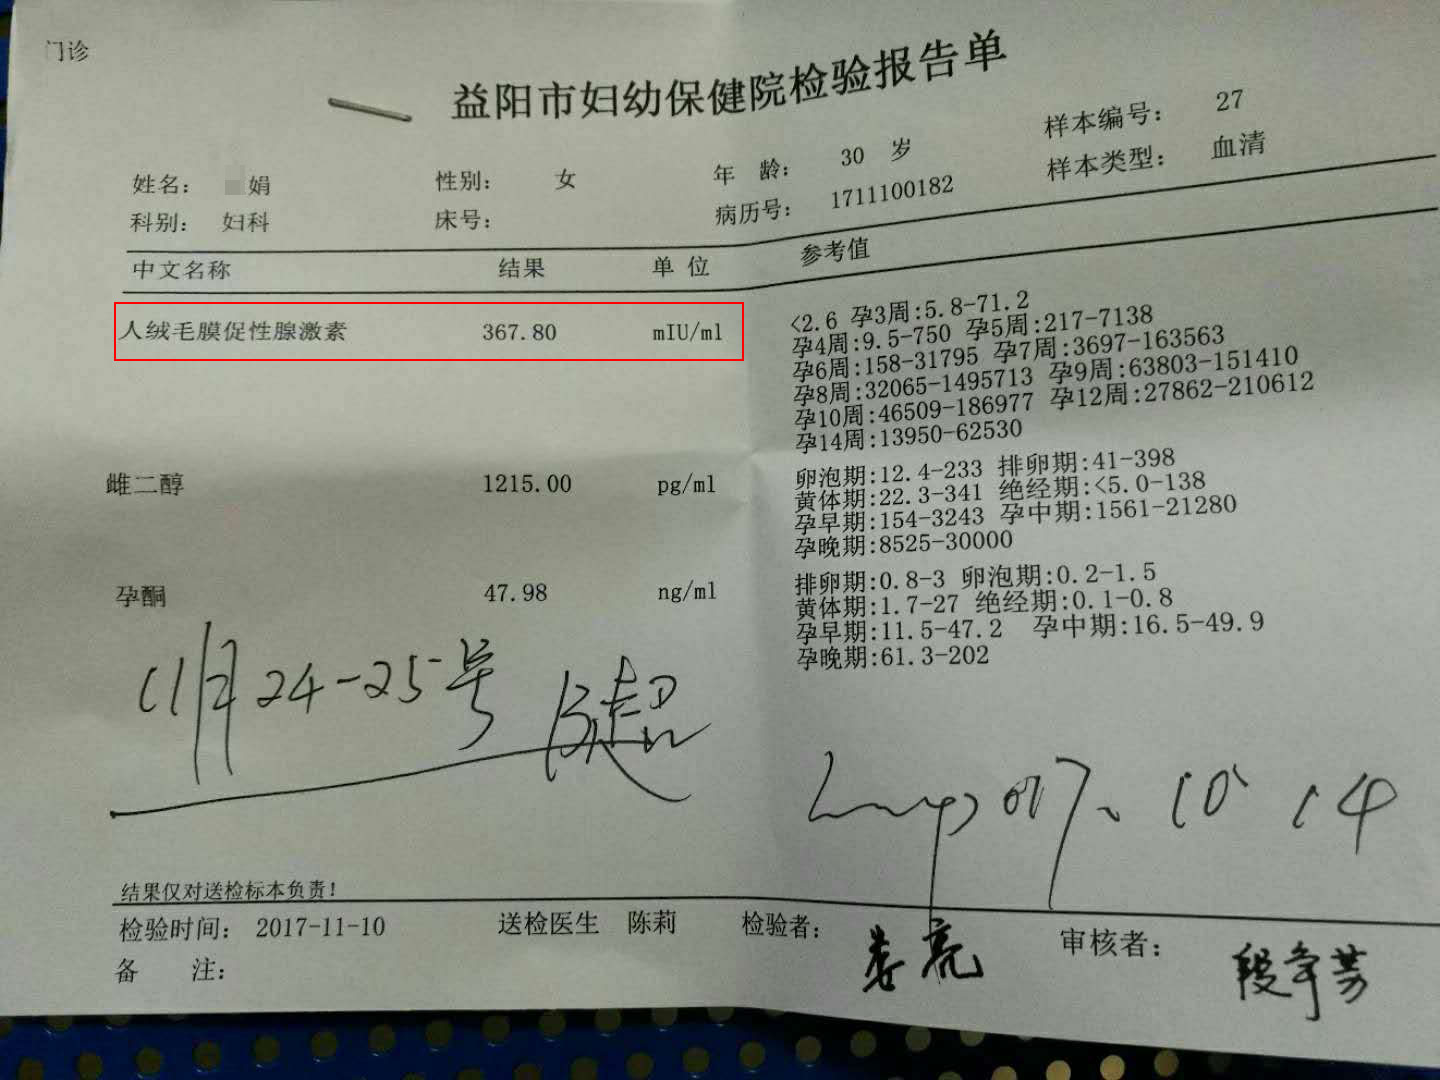 门诊
益阳市妇幼保健院检验报告单
姓名： 娟 性别： 女 年 龄： 30 岁 样本编号： 27
科别： 妇科 床号： 病历号： 1711100182 样本类型： 血清
中文名称 结果 单 位 参考值
人绒毛膜促性腺激素 367.80 mIU/ml <2.6 孕3周:5.8-71.2
孕4周:9.5-750 孕5周:217-7138
孕6周:158-31795 孕7周:3697-163563
孕8周:32065-1495713 孕9周:63803-151410
孕10周:46509-186977 孕12周:27862-210612
孕14周:13950-62530
雌二醇 1215.00 pg/ml 卵泡期:12.4-233 排卵期:41-398
黄体期:22.3-341 绝经期:<5.0-138
孕早期:154-3243 孕中期:1561-21280
孕晚期:8525-30000
孕酮 47.98 ng/ml 排卵期:0.8-3 卵泡期:0.2-1.5
黄体期:1.7-27 绝经期:0.1-0.8
孕早期:11.5-47.2 孕中期:16.5-49.9
孕晚期:61.3-202
11月24-25号 B超
10 14
结果仅对送检标本负责！
检验时间： 2017-11-10 送检医生 陈莉 检验者： 亮 审核者： 段
备 注：